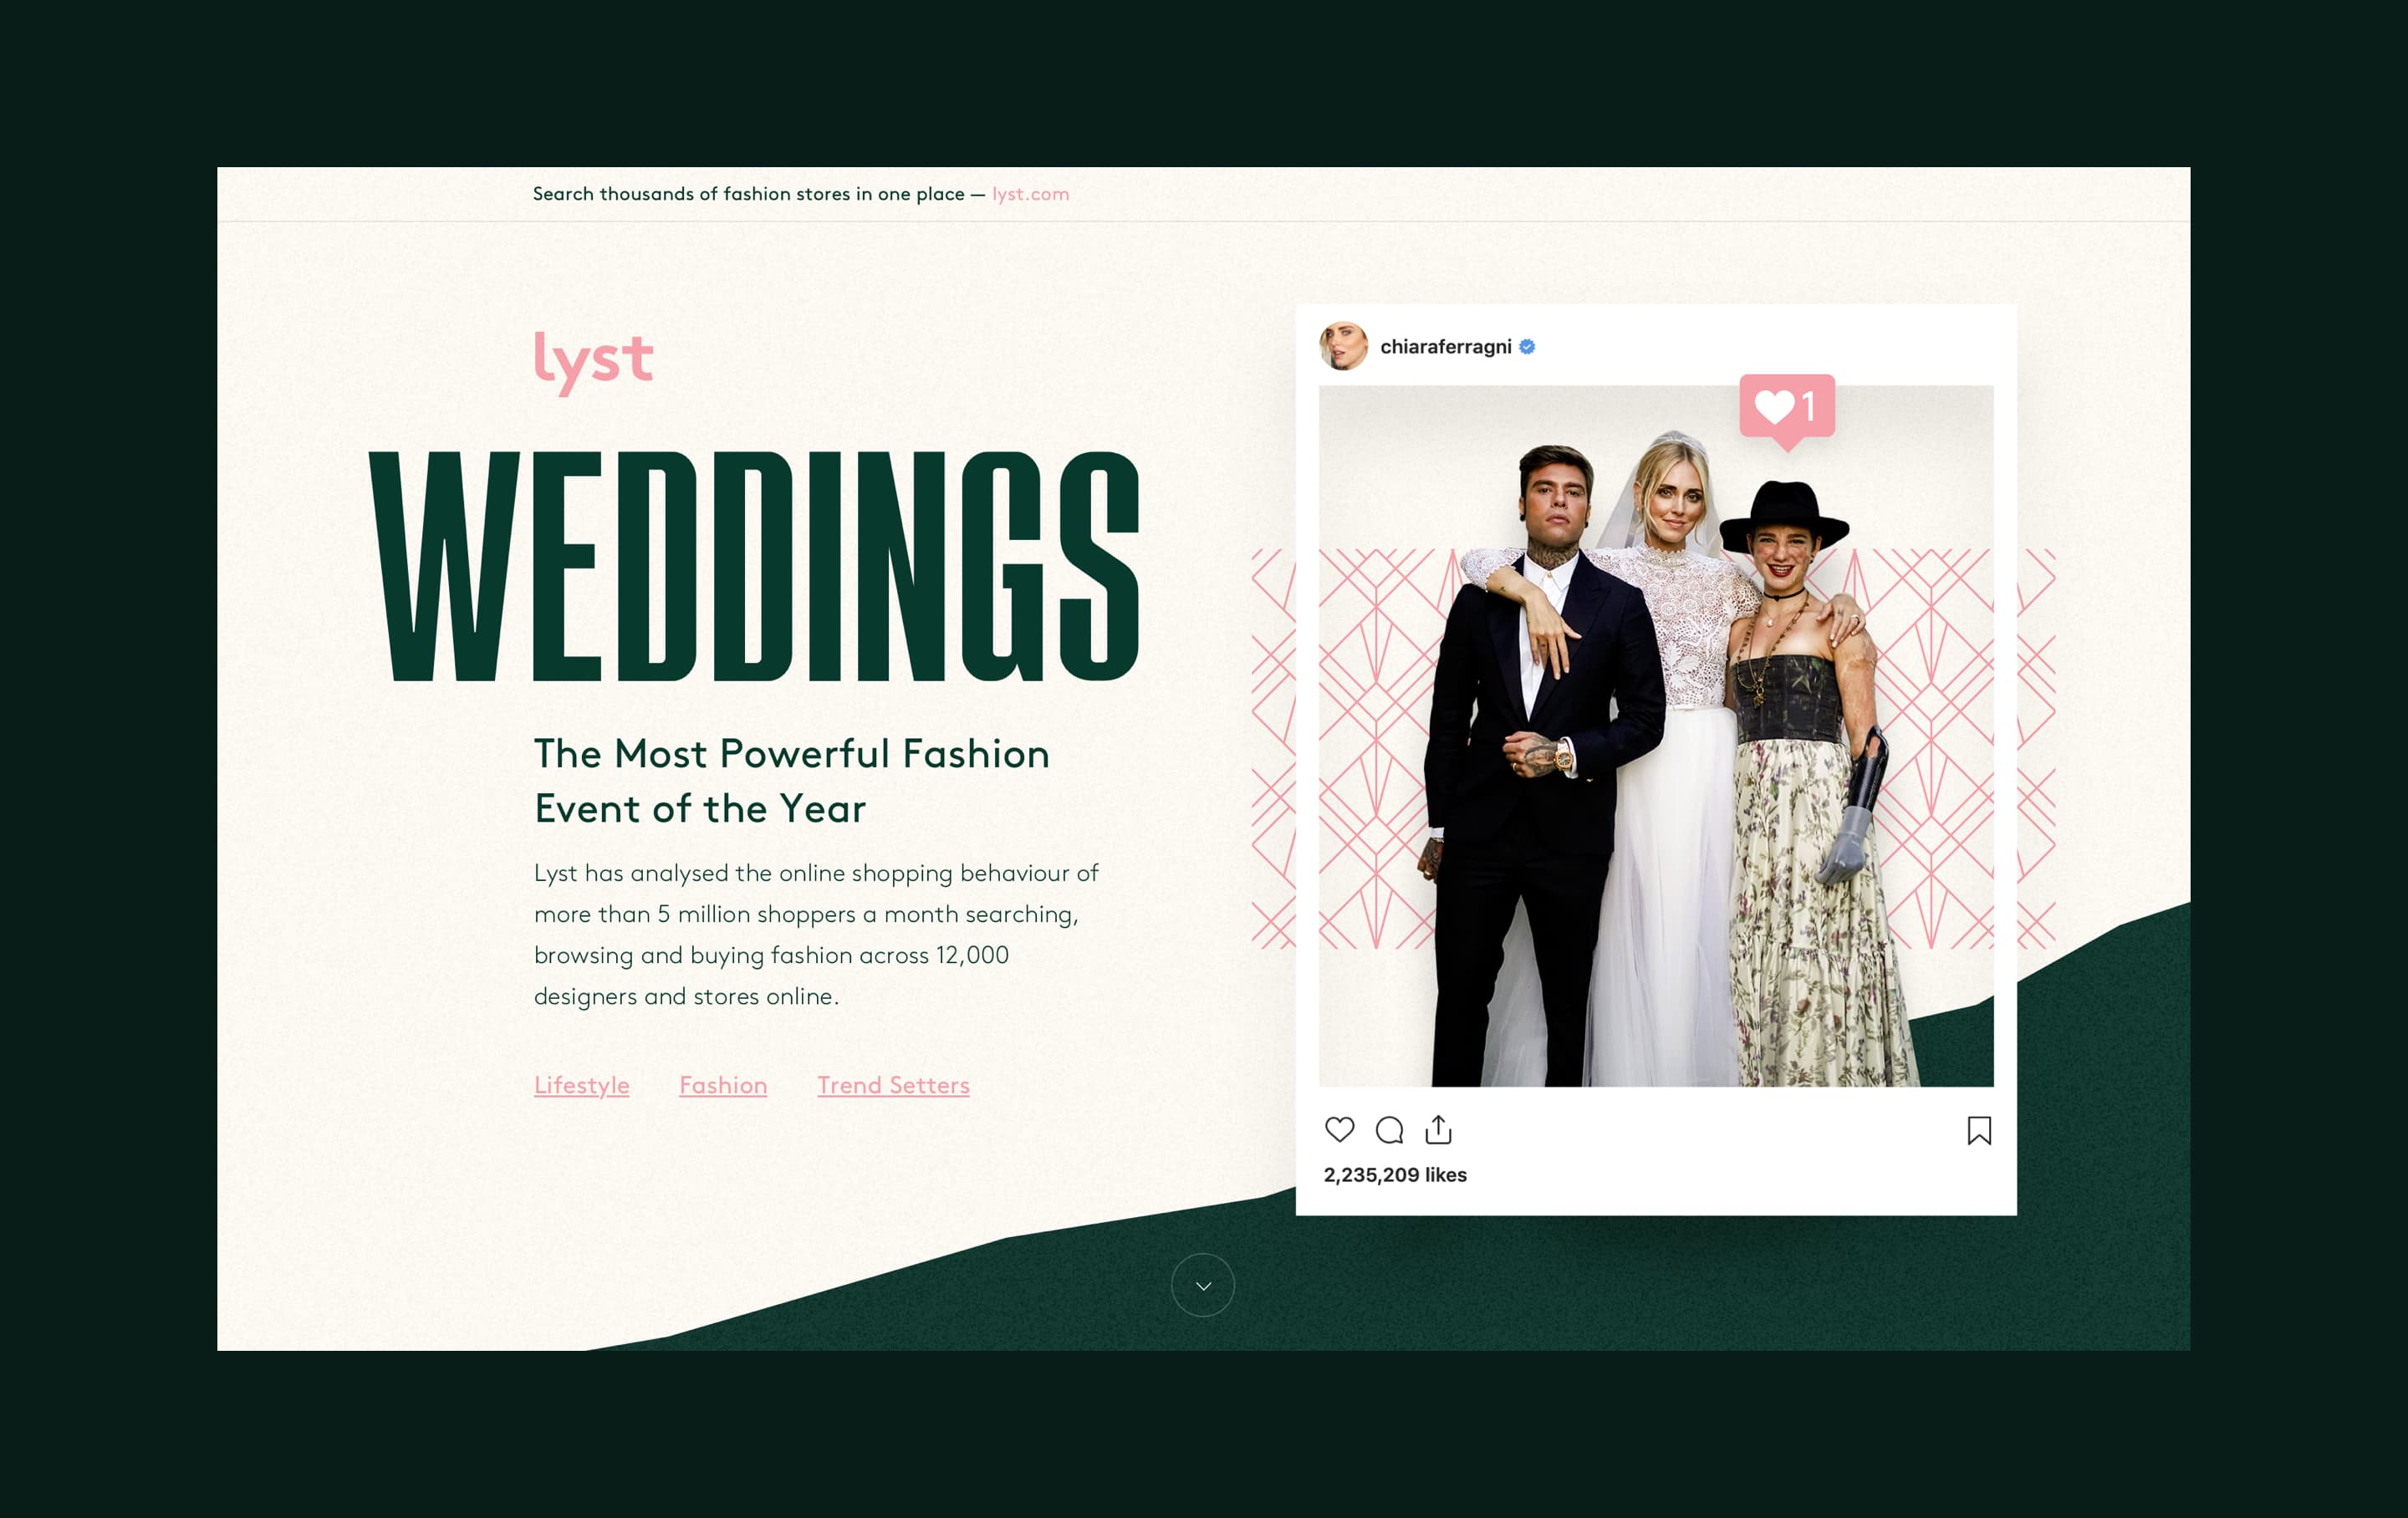 Search thousands of fashion stores in one place — lyst.com
lyst
WEDDINGS
The Most Powerful Fashion
Event of the Year
Lyst has analysed the online shopping behaviour of
more than 5 million shoppers a month searching,
browsing and buying fashion across 12,000
designers and stores online.
Lifestyle Fashion Trend Setters
chiaraferragni
1
2,235,209 likes